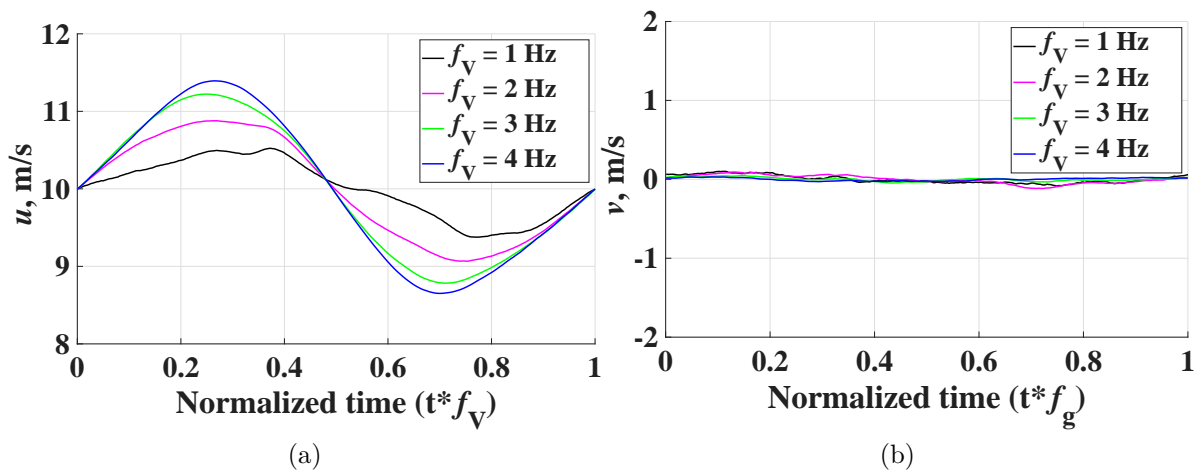 12
11
10
9
8
u, m/s
0
0.2
0.4
0.6
0.8
1
Normalized time (t*f_V)
f_V = 1 Hz
f_V = 2 Hz
f_V = 3 Hz
f_V = 4 Hz
(a)
2
1
0
-1
-2
v, m/s
0
0.2
0.4
0.6
0.8
1
Normalized time (t*f_g)
f_V = 1 Hz
f_V = 2 Hz
f_V = 3 Hz
f_V = 4 Hz
(b)